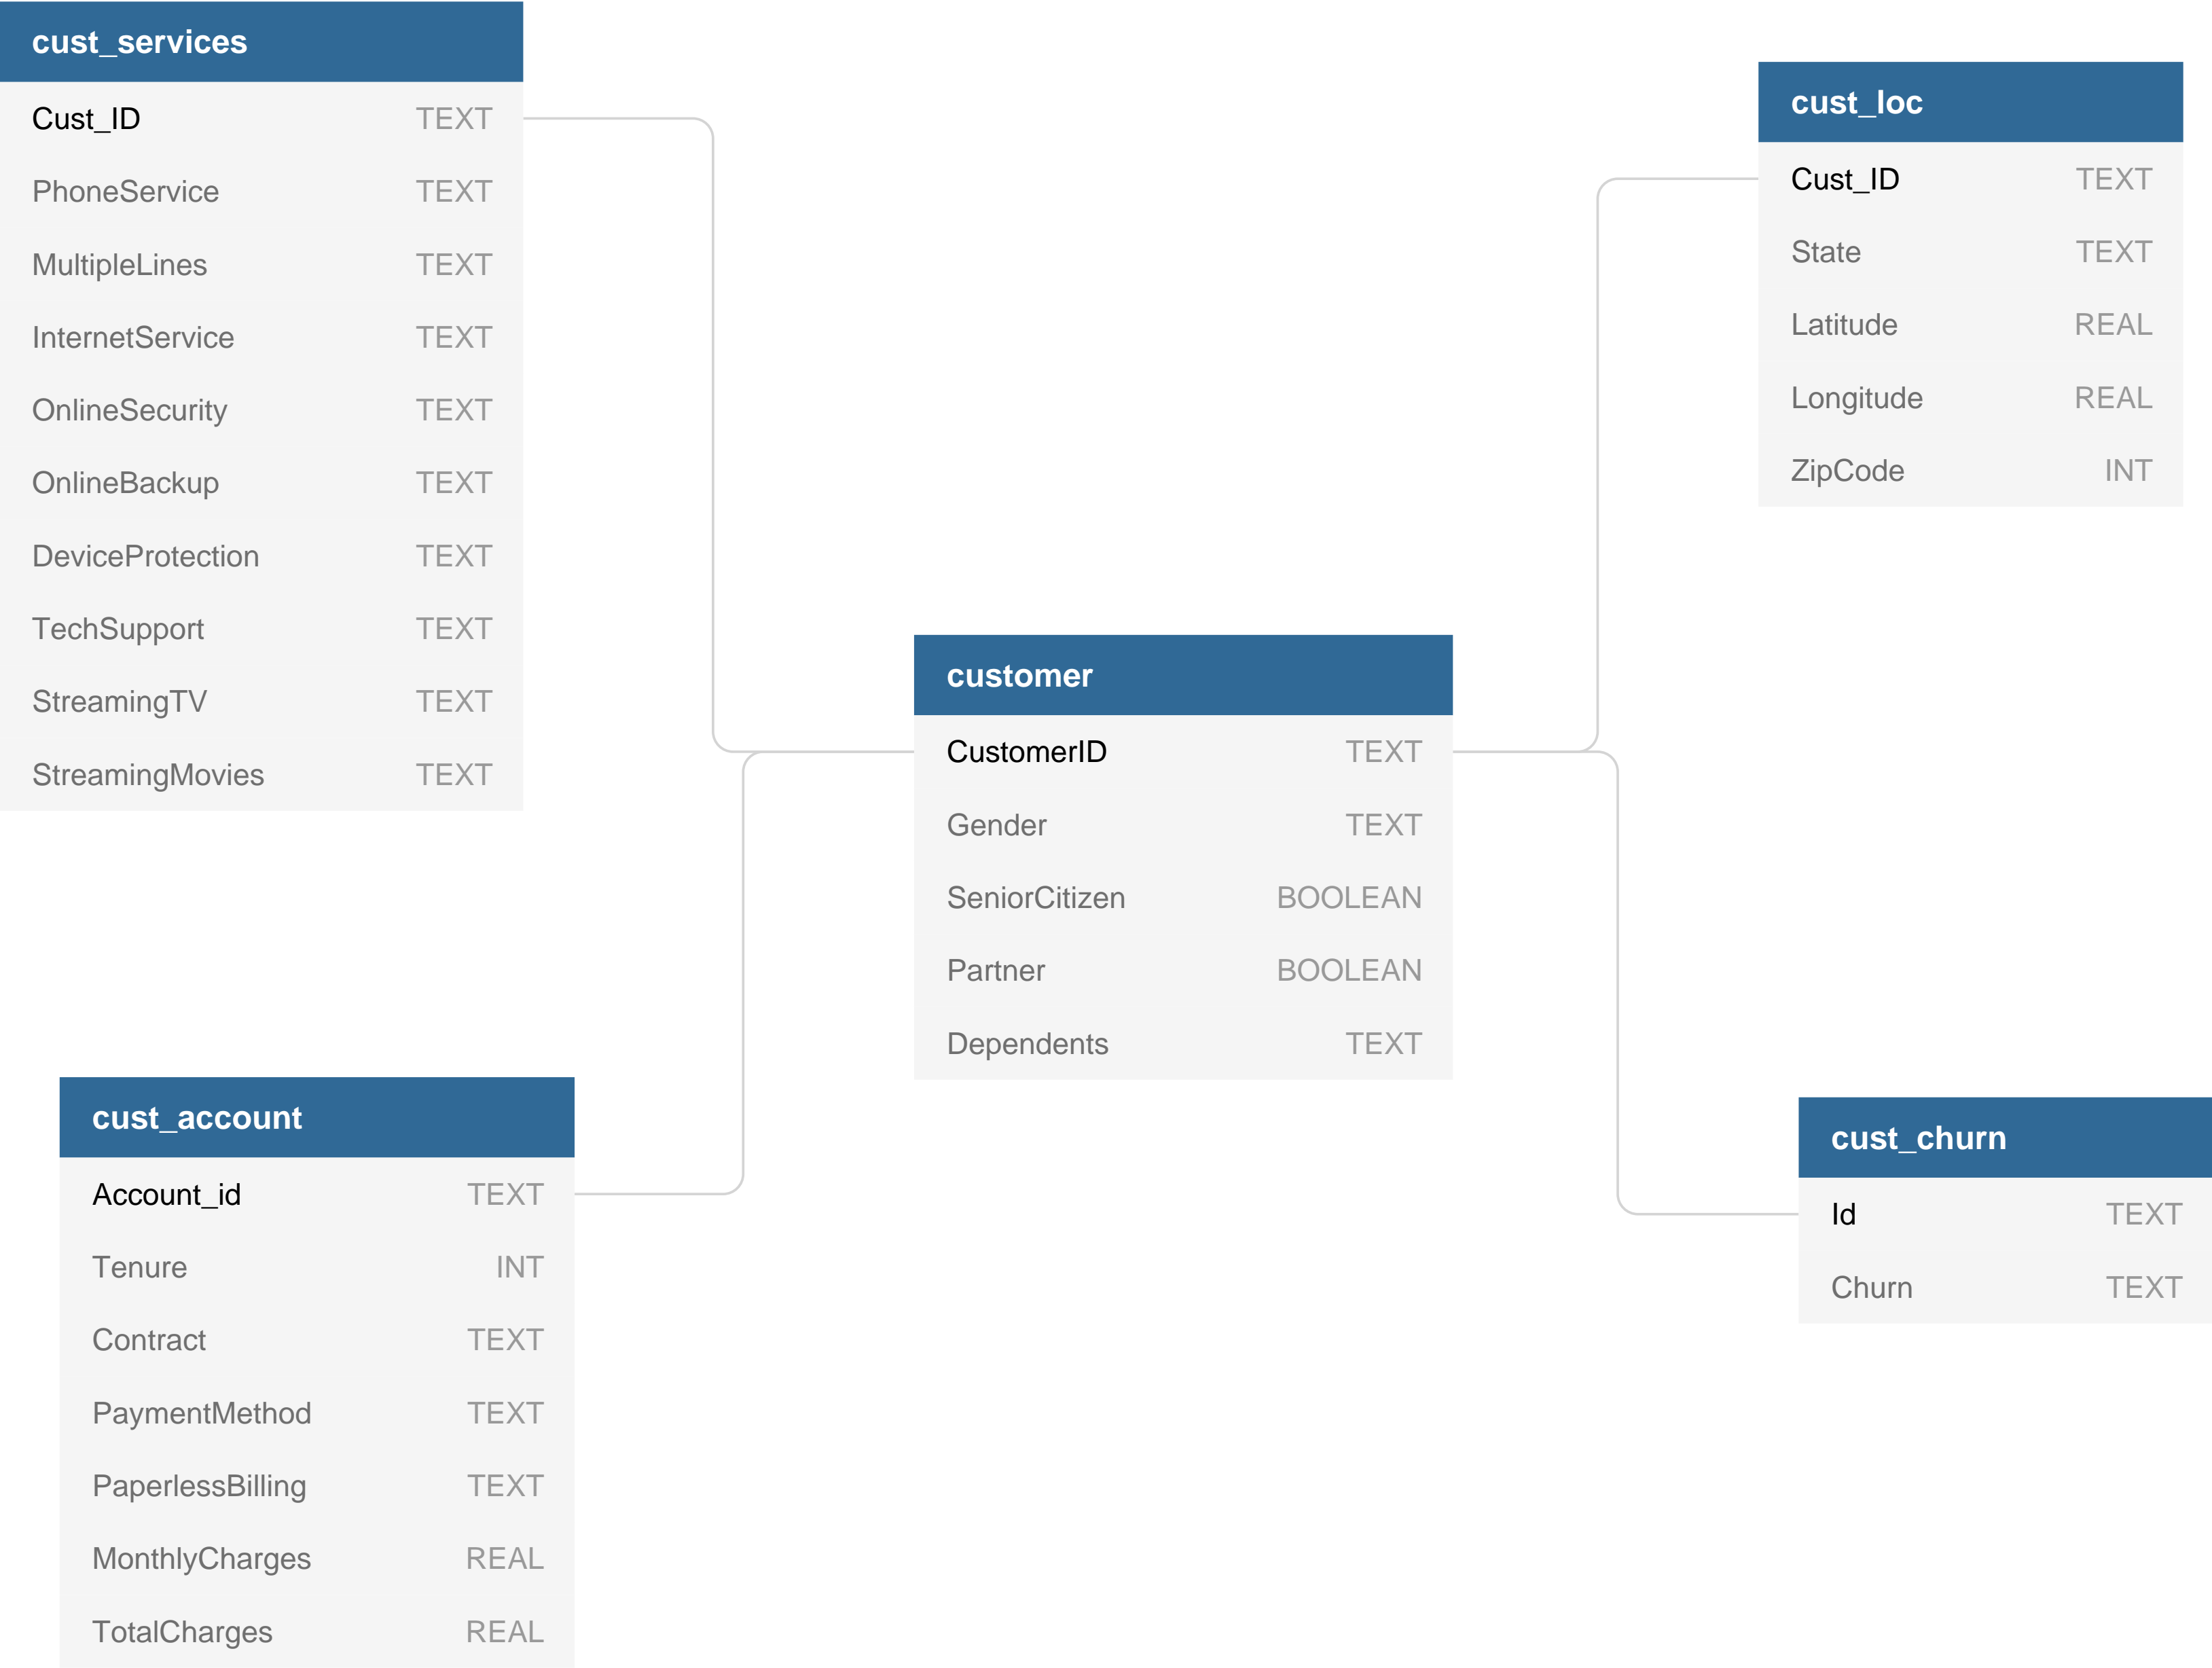 cust_services
Cust_ID TEXT
PhoneService TEXT
MultipleLines TEXT
InternetService TEXT
OnlineSecurity TEXT
OnlineBackup TEXT
DeviceProtection TEXT
TechSupport TEXT
StreamingTV TEXT
StreamingMovies TEXT
cust_loc
Cust_ID TEXT
State TEXT
Latitude REAL
Longitude REAL
ZipCode INT
customer
CustomerID TEXT
Gender TEXT
SeniorCitizen BOOLEAN
Partner BOOLEAN
Dependents TEXT
cust_account
Account_id TEXT
Tenure INT
Contract TEXT
PaymentMethod TEXT
PaperlessBilling TEXT
MonthlyCharges REAL
TotalCharges REAL
cust_churn
Id TEXT
Churn TEXT